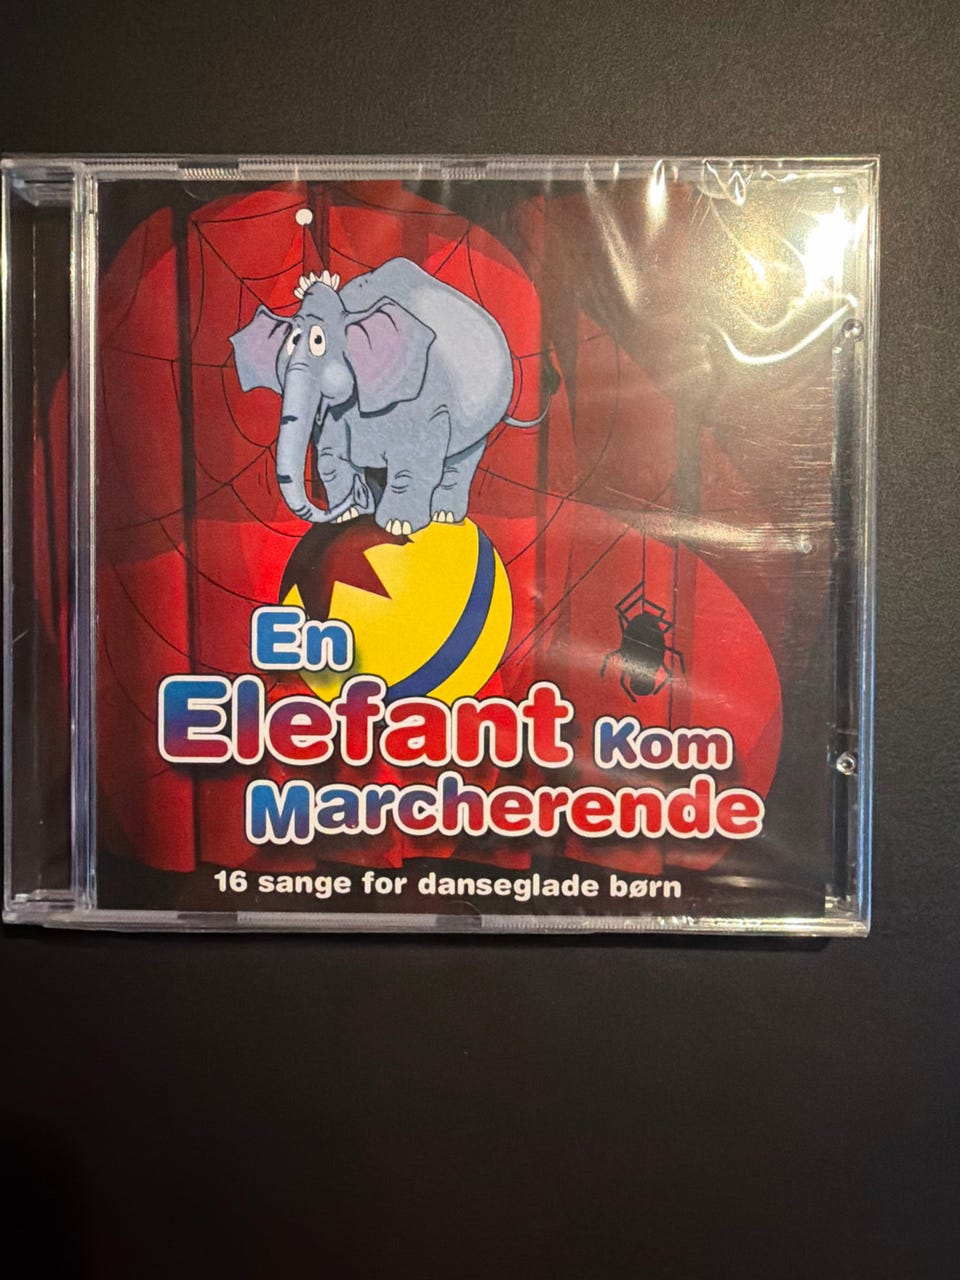 En
Elefant Kom
Marcherende
16 sange for danseglade børn